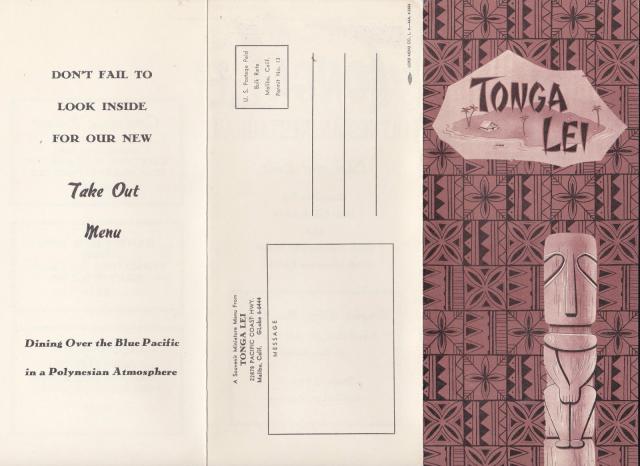 DON'T FAIL TO
LOOK INSIDE
FOR OUR NEW
Take Out
Menu
Dining Over the Blue Pacific
in a Polynesian Atmosphere
U. S. Postage Paid
Bulk Rate
Malibu, Calif.
Permit No. 13
A Souvenir Miniature Menu From
TONGA LEI
22878 PACIFIC COAST HWY.
Malibu, Calif. GLobe 6-6444
MESSAGE
TONGA
LEI